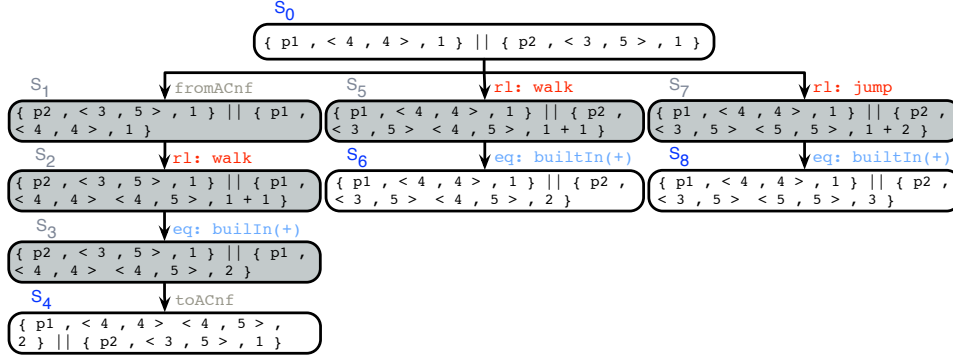 S0
{ p1 , < 4 , 4 > , 1 } || { p2 , < 3 , 5 > , 1 }
S1
fromACnf
{ p2 , < 3 , 5 > , 1 } || { p1 ,
< 4 , 4 > , 1 }
S5
rl: walk
{ p1 , < 4 , 4 > , 1 } || { p2 ,
< 3 , 5 > < 4 , 5 > , 1 + 1 }
S7
rl: jump
{ p1 , < 4 , 4 > , 1 } || { p2 ,
< 3 , 5 > < 5 , 5 > , 1 + 2 }
S2
rl: walk
{ p2 , < 3 , 5 > , 1 } || { p1 ,
< 4 , 4 > < 4 , 5 > , 1 + 1 }
S6
eq: builtIn(+)
{ p1 , < 4 , 4 > , 1 } || { p2 ,
< 3 , 5 > < 4 , 5 > , 2 }
S8
eq: builtIn(+)
{ p1 , < 4 , 4 > , 1 } || { p2 ,
< 3 , 5 > < 5 , 5 > , 3 }
S3
eq: builIn(+)
{ p2 , < 3 , 5 > , 1 } || { p1 ,
< 4 , 4 > < 4 , 5 > , 2 }
S4
toACnf
{ p1 , < 4 , 4 > < 4 , 5 > ,
2 } || { p2 , < 3 , 5 > , 1 }